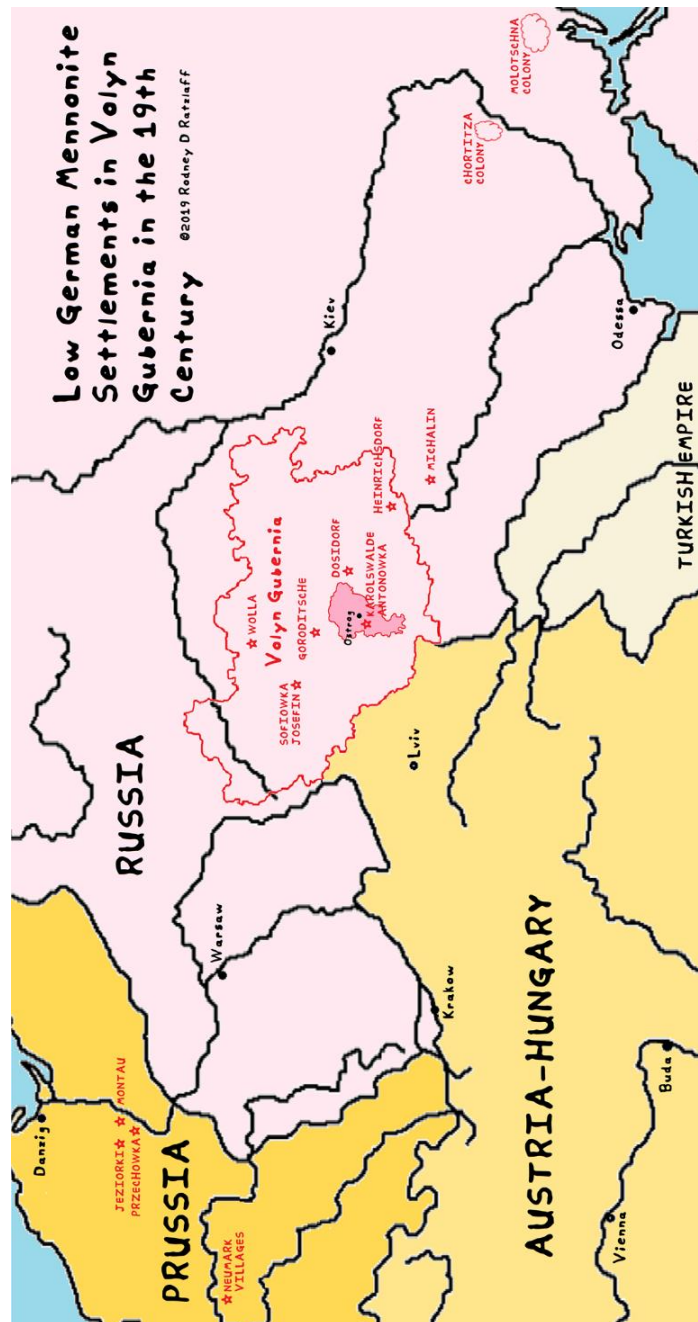 Low German Mennonite
Settlements in Volyn
Gubernia in the 19th
Century ©2019 Rodney D Ratzlaff
MOLOTSCHNA
COLONY
CHORTITZA
COLONY
Kiev
Odessa
TURKISH EMPIRE
MICHALIN
HEINRICHSDORF
DOSIDORF
KAROLSWALDE
ANTONOWKA
Ostrog
Volyn Gubernia
WOLLA
GORODITSCHE
SOFIOWKA
JOSEFIN
Lviv
RUSSIA
Warsaw
Krakow
AUSTRIA-HUNGARY
Buda
Vienna
PRUSSIA
Danzig
MONTAU
JEZIORKI
PRZECHOWKA
NEUMARK
VILLAGES